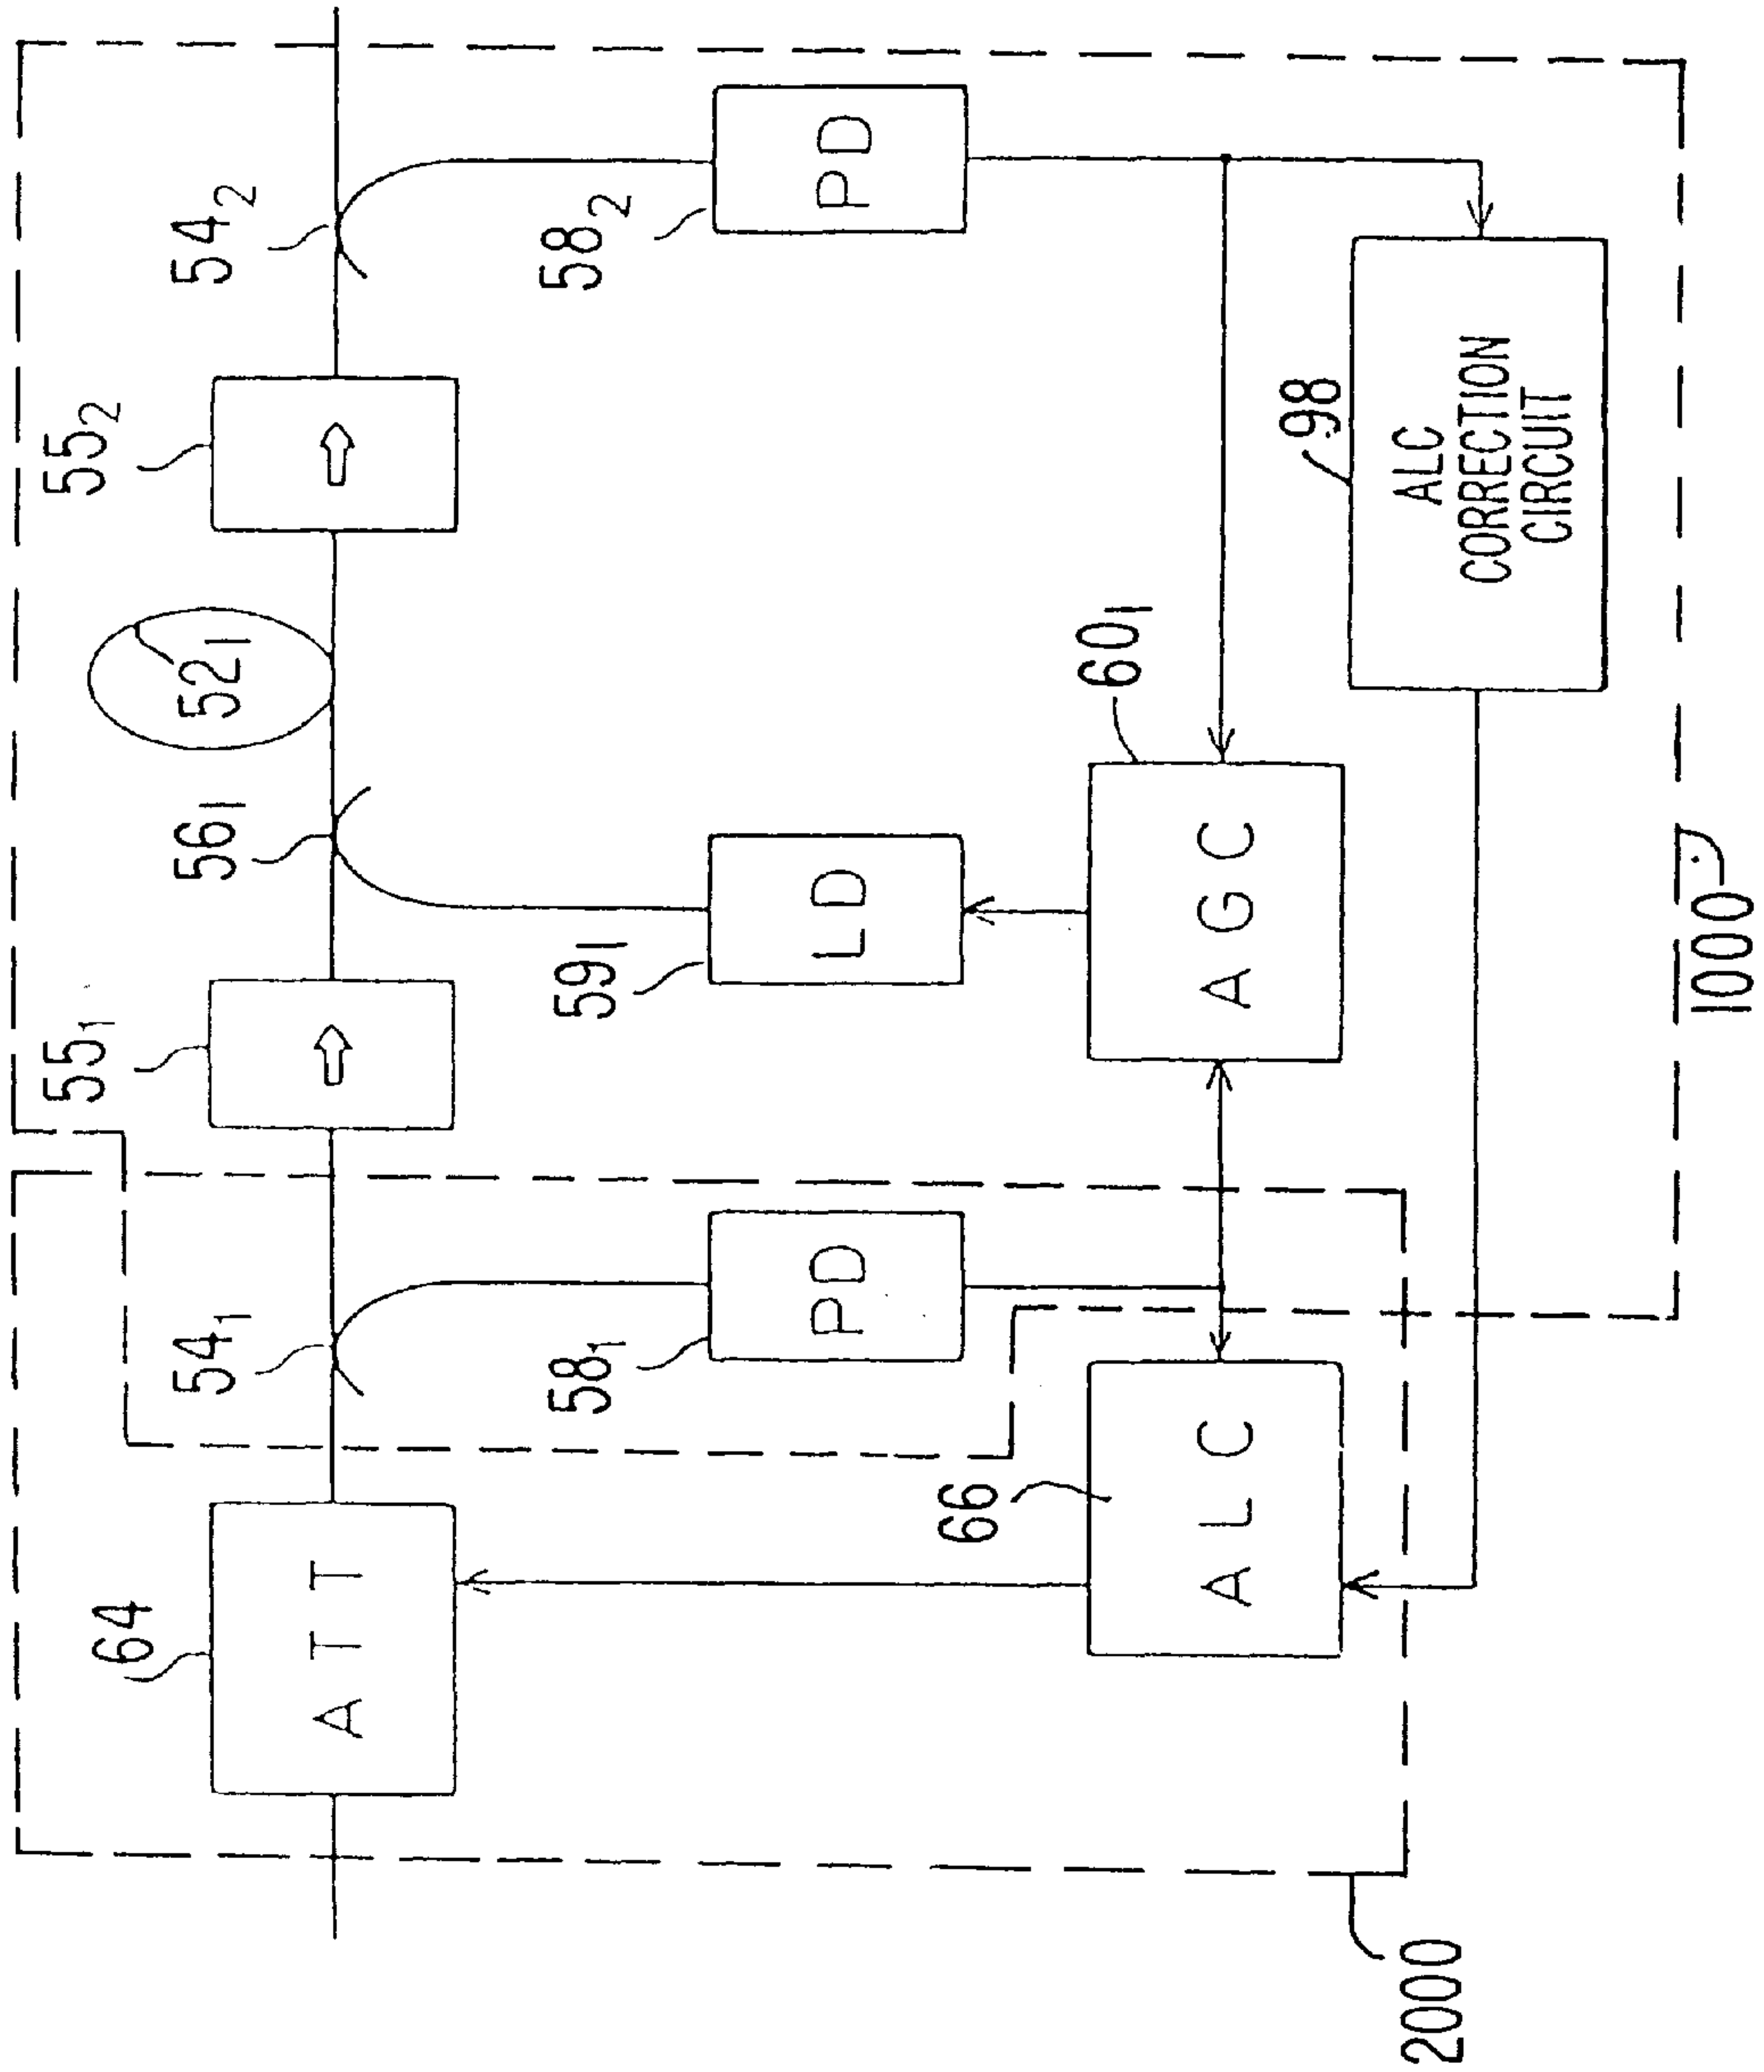 55₁
55₂
64
54₁
56₁
52₁
54₂
ATT
58₁
PD
59₁
LD
58₂
PD
66
ALC
60₁
AGC
98
ALC
CORRECTION
CIRCUIT
2000
1000